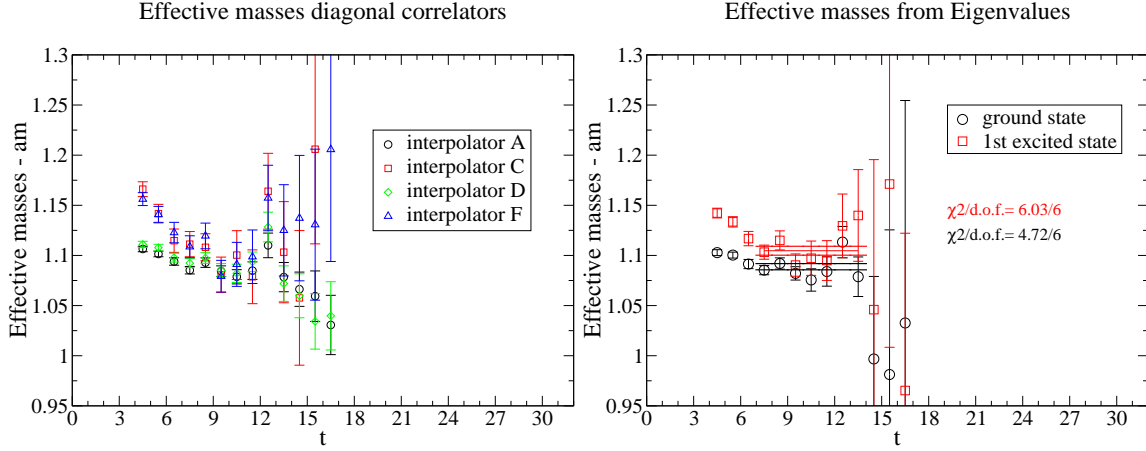 Effective masses diagonal correlators
Effective masses - am
1.3
1.25
1.2
1.15
1.1
1.05
1
0.95
interpolator A
interpolator C
interpolator D
interpolator F
0 3 6 9 12 15 18 21 24 27 30
t
Effective masses from Eigenvalues
Effective masses - am
1.3
1.25
1.2
1.15
1.1
1.05
1
0.95
ground state
1st excited state
χ2/d.o.f.= 6.03/6
χ2/d.o.f.= 4.72/6
0 3 6 9 12 15 18 21 24 27 30
t